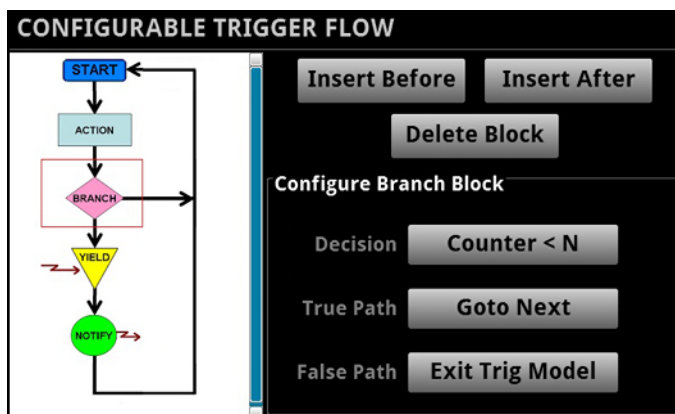 CONFIGURABLE TRIGGER FLOW
START
ACTION
BRANCH
YIELD
NOTIFY
Insert Before
Insert After
Delete Block
Configure Branch Block
Decision Counter < N
True Path Goto Next
False Path Exit Trig Model